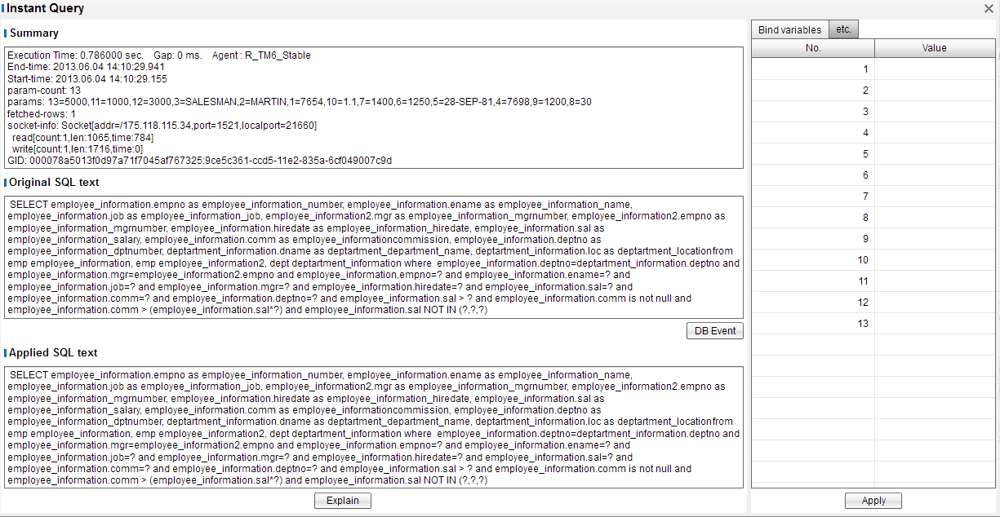 Instant Query
Summary
Execution Time: 0.786000 sec. Gap: 0 ms. Agent : R_TM6_Stable
End-time: 2013.06.04 14:10:29.941
Start-time: 2013.06.04 14:10:29.155
param-count: 13
params: 13=5000,11=1000,12=3000,3=SALESMAN,2=MARTIN,1=7654,10=1.1,7=1400,6=1250,5=28-SEP-81,4=7698,9=1200,8=30
fetched-rows: 1
socket-info: Socket[addr=/175.118.115.34,port=1521,localport=21660]
read[count:1,len:1065,time:784]
write[count:1,len:1716,time:0]
GID: 000078a5013f0d97a71f7045af767325:9ce5c361-ccd5-11e2-835a-6cf049007c9d
Original SQL text
SELECT employee_information.empno as employee_information_number, employee_information.ename as employee_information_name,
employee_information.job as employee_information_job, employee_information2.mgr as employee_information_mgrnumber, employee_information2.empno as
employee_information_mgrnumber, employee_information.hiredate as employee_information_hiredate, employee_information.sal as
employee_information_salary, employee_information.comm as employee_informationcommission, employee_information.deptno as
employee_information_dptnumber, deptartment_information.dname as deptartment_department_name, deptartment_information.loc as deptartment_locationfrom
emp employee_information, emp employee_information2, dept deptartment_information where employee_information.deptno=deptartment_information.deptno and
employee_information.mgr=employee_information2.empno and employee_information.empno=? and employee_information.ename=? and
employee_information.job=? and employee_information.mgr=? and employee_information.hiredate=? and employee_information.sal=? and
employee_information.comm=? and employee_information.deptno=? and employee_information.sal > ? and employee_information.comm is not null and
employee_information.comm > (employee_information.sal*?) and employee_information.sal NOT IN (?,?,?)
DB Event
Applied SQL text
SELECT employee_information.empno as employee_information_number, employee_information.ename as employee_information_name,
employee_information.job as employee_information_job, employee_information2.mgr as employee_information_mgrnumber, employee_information2.empno as
employee_information_mgrnumber, employee_information.hiredate as employee_information_hiredate, employee_information.sal as
employee_information_salary, employee_information.comm as employee_informationcommission, employee_information.deptno as
employee_information_dptnumber, deptartment_information.dname as deptartment_department_name, deptartment_information.loc as deptartment_locationfrom
emp employee_information, emp employee_information2, dept deptartment_information where employee_information.deptno=deptartment_information.deptno and
employee_information.mgr=employee_information2.empno and employee_information.empno=? and employee_information.ename=? and
employee_information.job=? and employee_information.mgr=? and employee_information.hiredate=? and employee_information.sal=? and
employee_information.comm=? and employee_information.deptno=? and employee_information.sal > ? and employee_information.comm is not null and
employee_information.comm > (employee_information.sal*?) and employee_information.sal NOT IN (?,?,?)
Explain
Bind variables etc.
No. Value
1
2
3
4
5
6
7
8
9
10
11
12
13
Apply